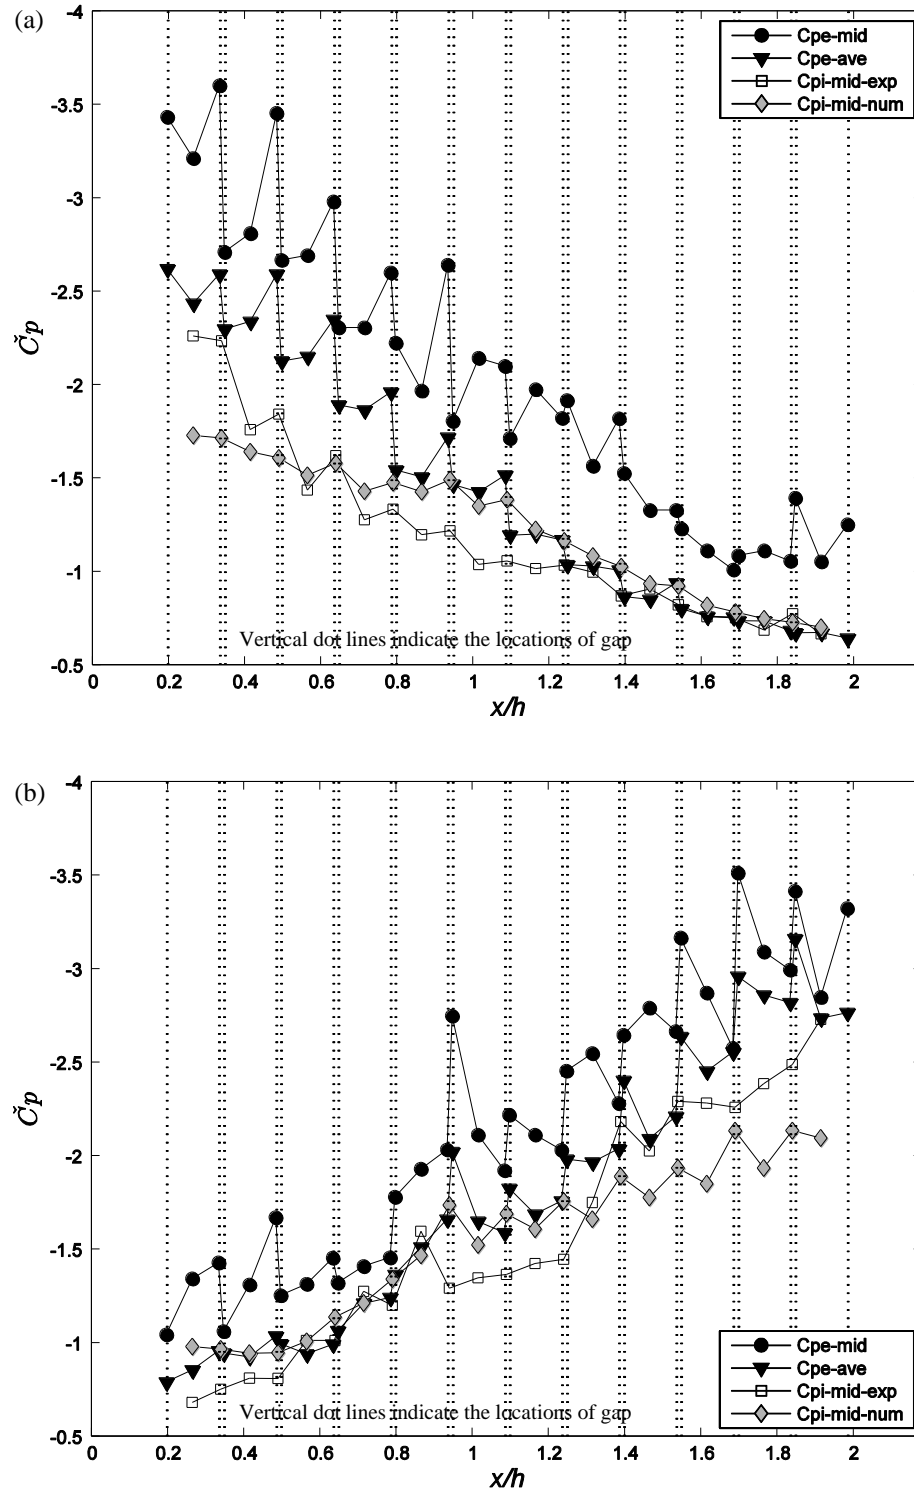 (a)
-4
-3.5
-3
-2.5
-2
-1.5
-1
-0.5
Čp
Cpe-mid
Cpe-ave
Cpi-mid-exp
Cpi-mid-num
Vertical dot lines indicate the locations of gap
0 0.2 0.4 0.6 0.8 1 1.2 1.4 1.6 1.8 2
x/h
(b)
-4
-3.5
-3
-2.5
-2
-1.5
-1
-0.5
Čp
Cpe-mid
Cpe-ave
Cpi-mid-exp
Cpi-mid-num
Vertical dot lines indicate the locations of gap
0 0.2 0.4 0.6 0.8 1 1.2 1.4 1.6 1.8 2
x/h